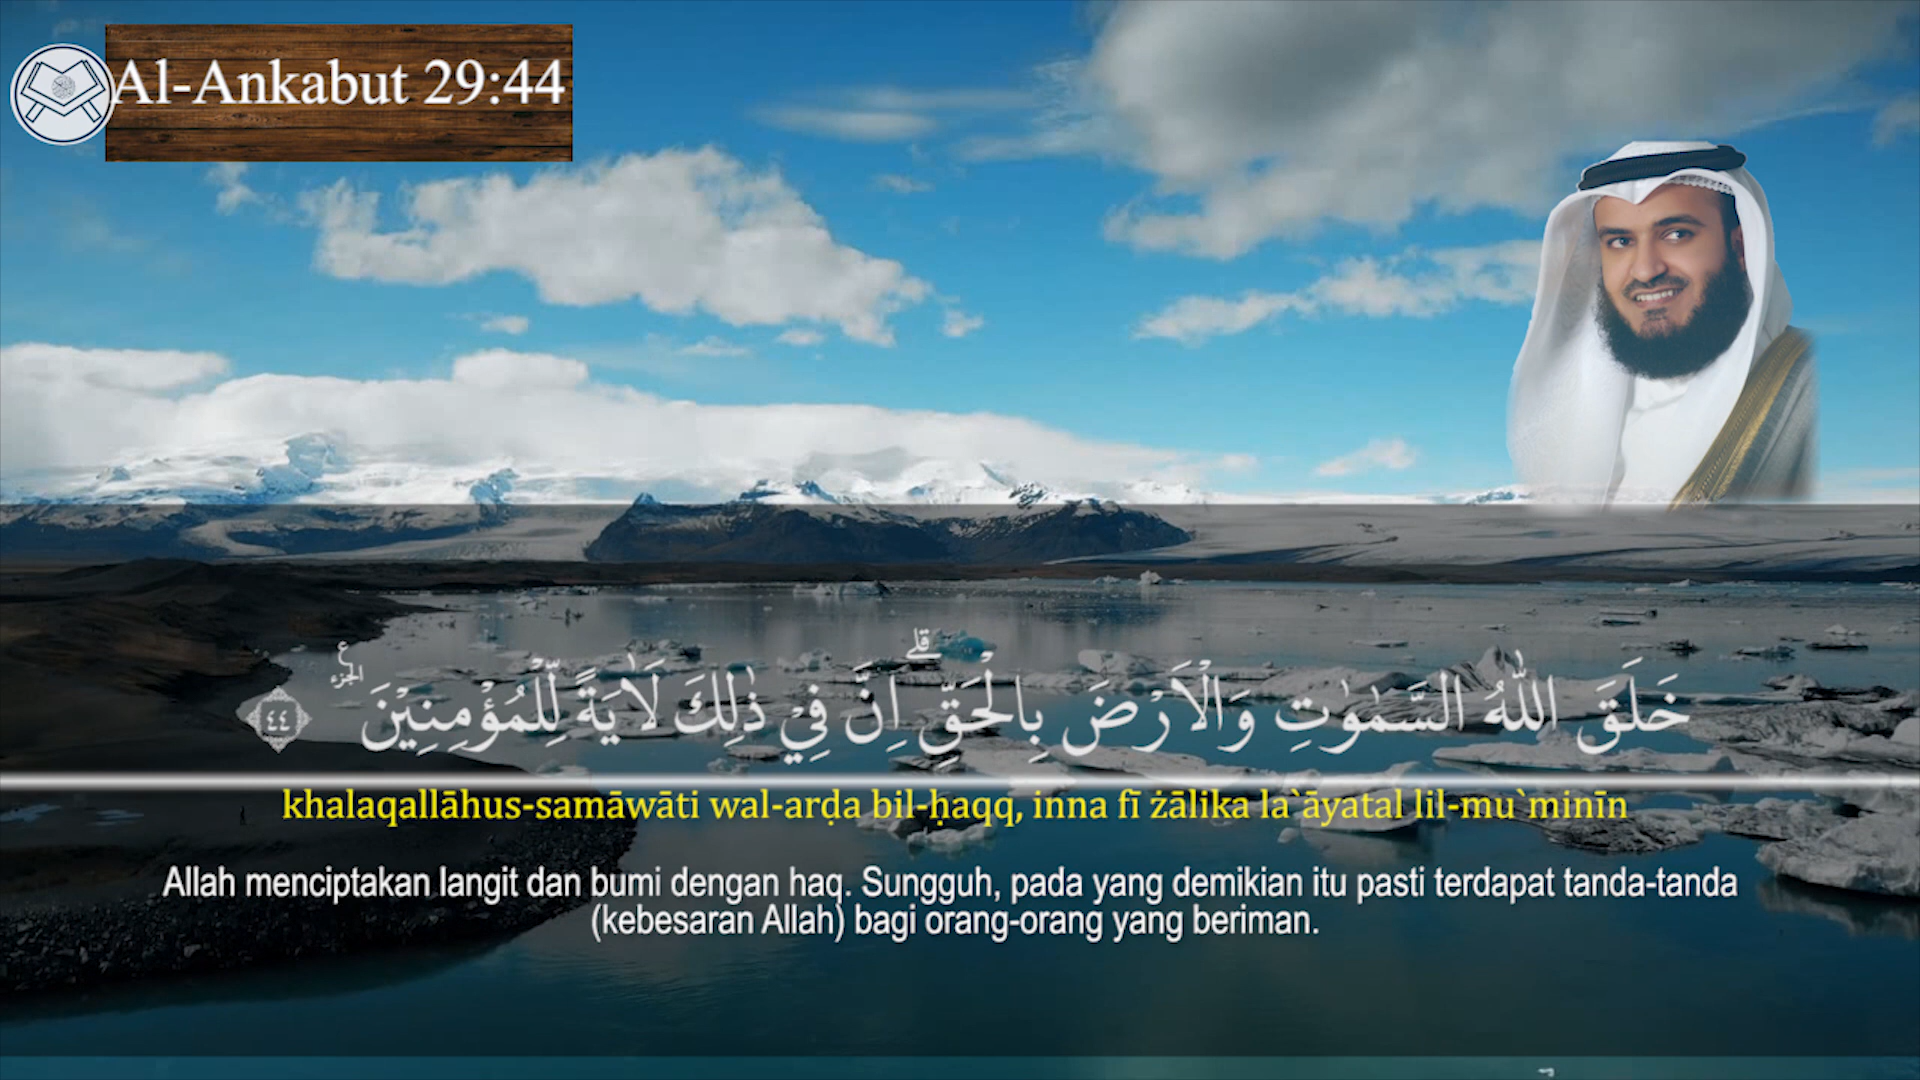 Al-Ankabut 29:44
خَلَقَ اللّٰهُ السَّمٰوٰتِ وَالْاَرْضَ بِالْحَقِّۗ اِنَّ فِيْ ذٰلِكَ لَاٰيَةً لِّلْمُؤْمِنِيْنَ ࣖ الجزء ٤٤
khalaqallāhus-samāwāti wal-arḍa bil-ḥaqq, inna fī żālika la`āyatal lil-mu`minīn
Allah menciptakan langit dan bumi dengan haq. Sungguh, pada yang demikian itu pasti terdapat tanda-tanda
(kebesaran Allah) bagi orang-orang yang beriman.